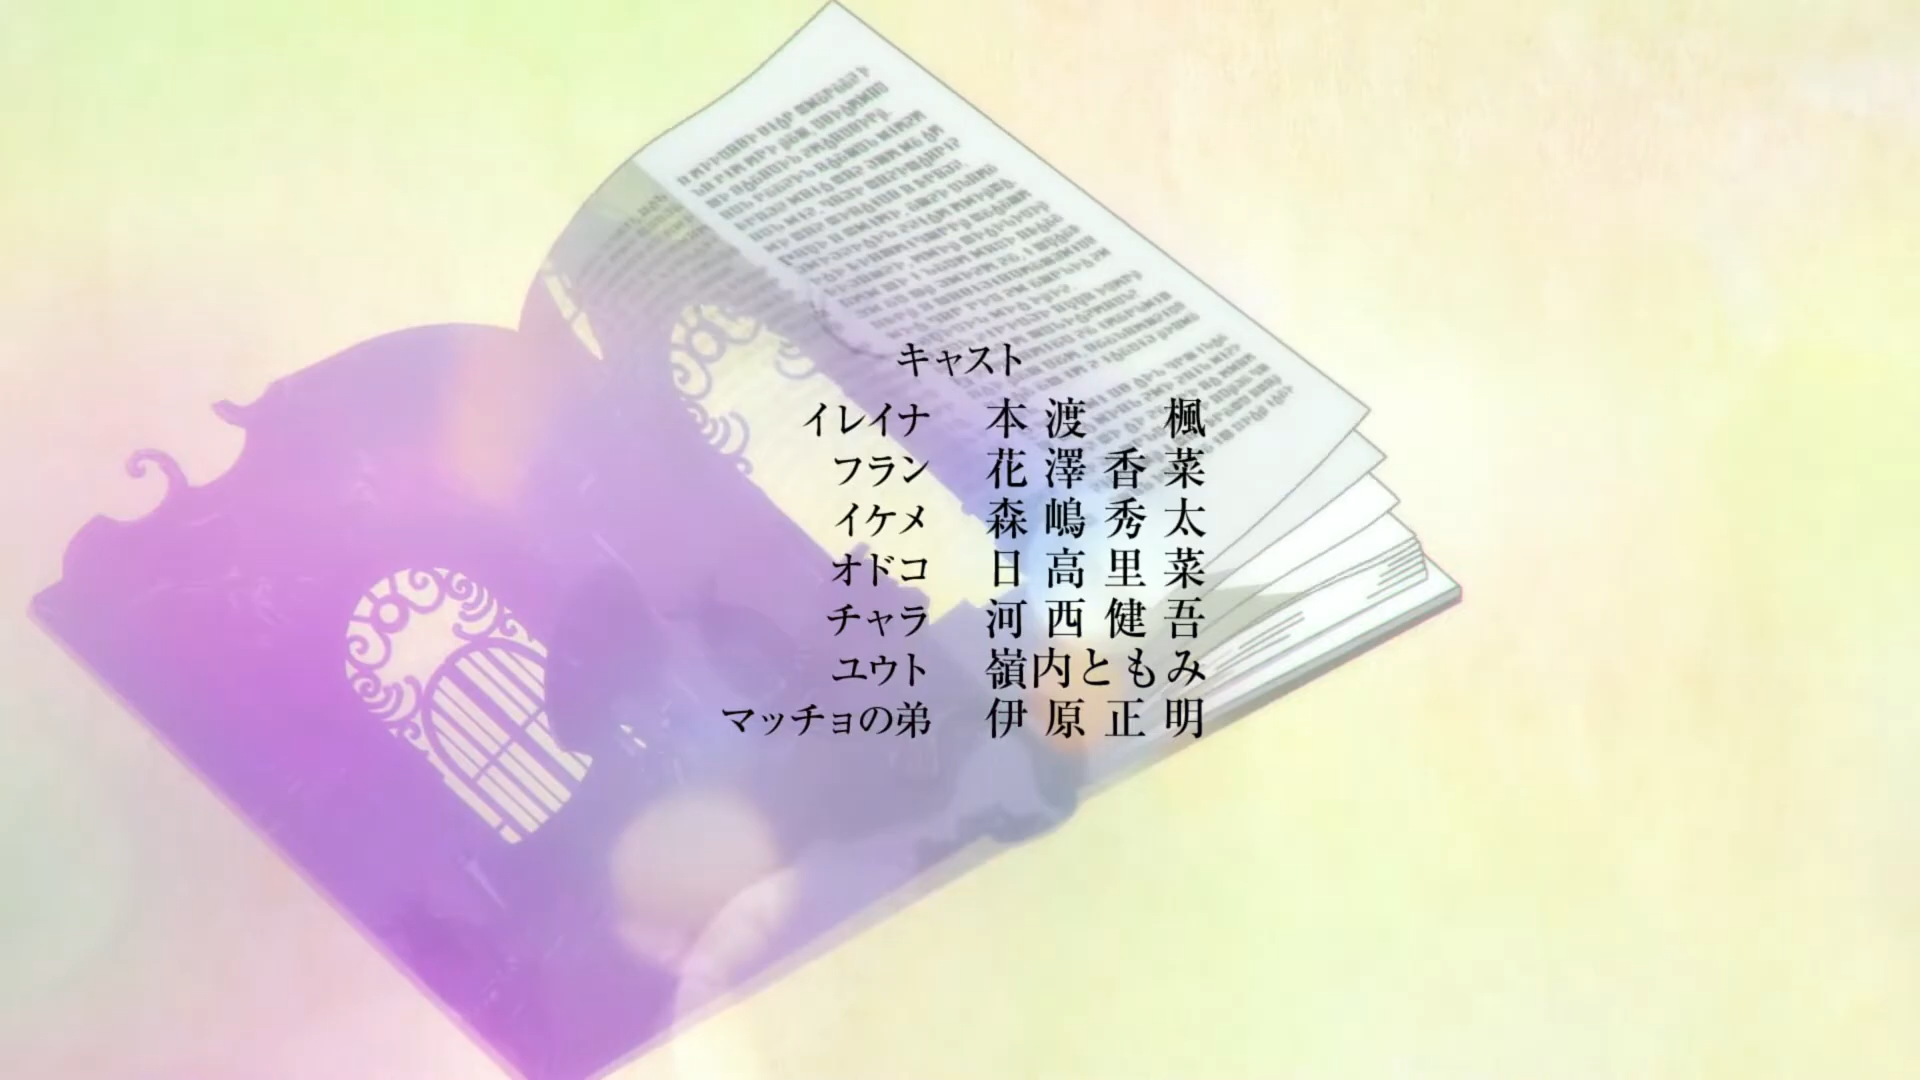 キャスト
イレイナ 本渡 楓
フラン 花澤香菜
イケメ 森嶋秀太
オドコ 日高里菜
チャラ 河西健吾
ユウト 嶺内ともみ
マッチョの弟 伊原正明